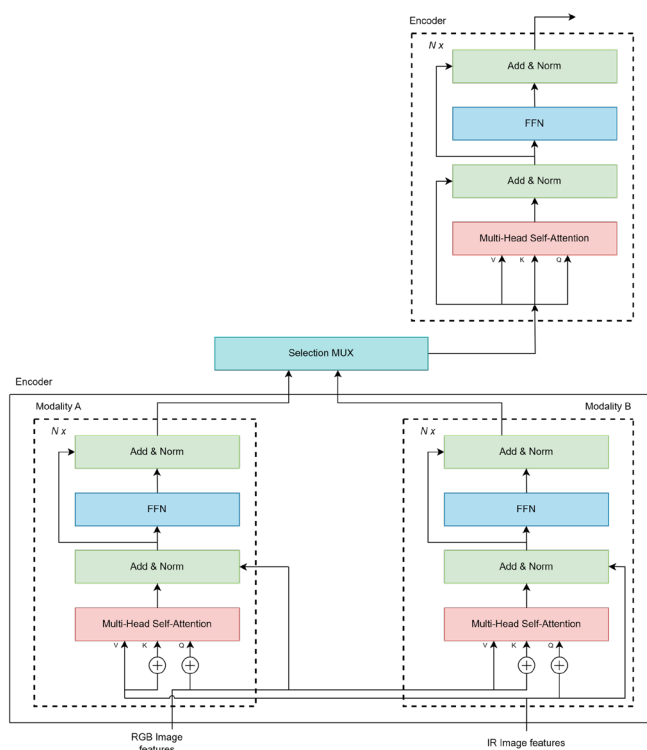 Encoder
N x
Add & Norm
FFN
Add & Norm
Multi-Head Self-Attention
V K Q
Selection MUX
Encoder
Modality A
Modality B
N x
N x
Add & Norm
Add & Norm
FFN
FFN
Add & Norm
Add & Norm
Multi-Head Self-Attention
Multi-Head Self-Attention
V K Q
V K Q
RGB Image
features
IR Image features